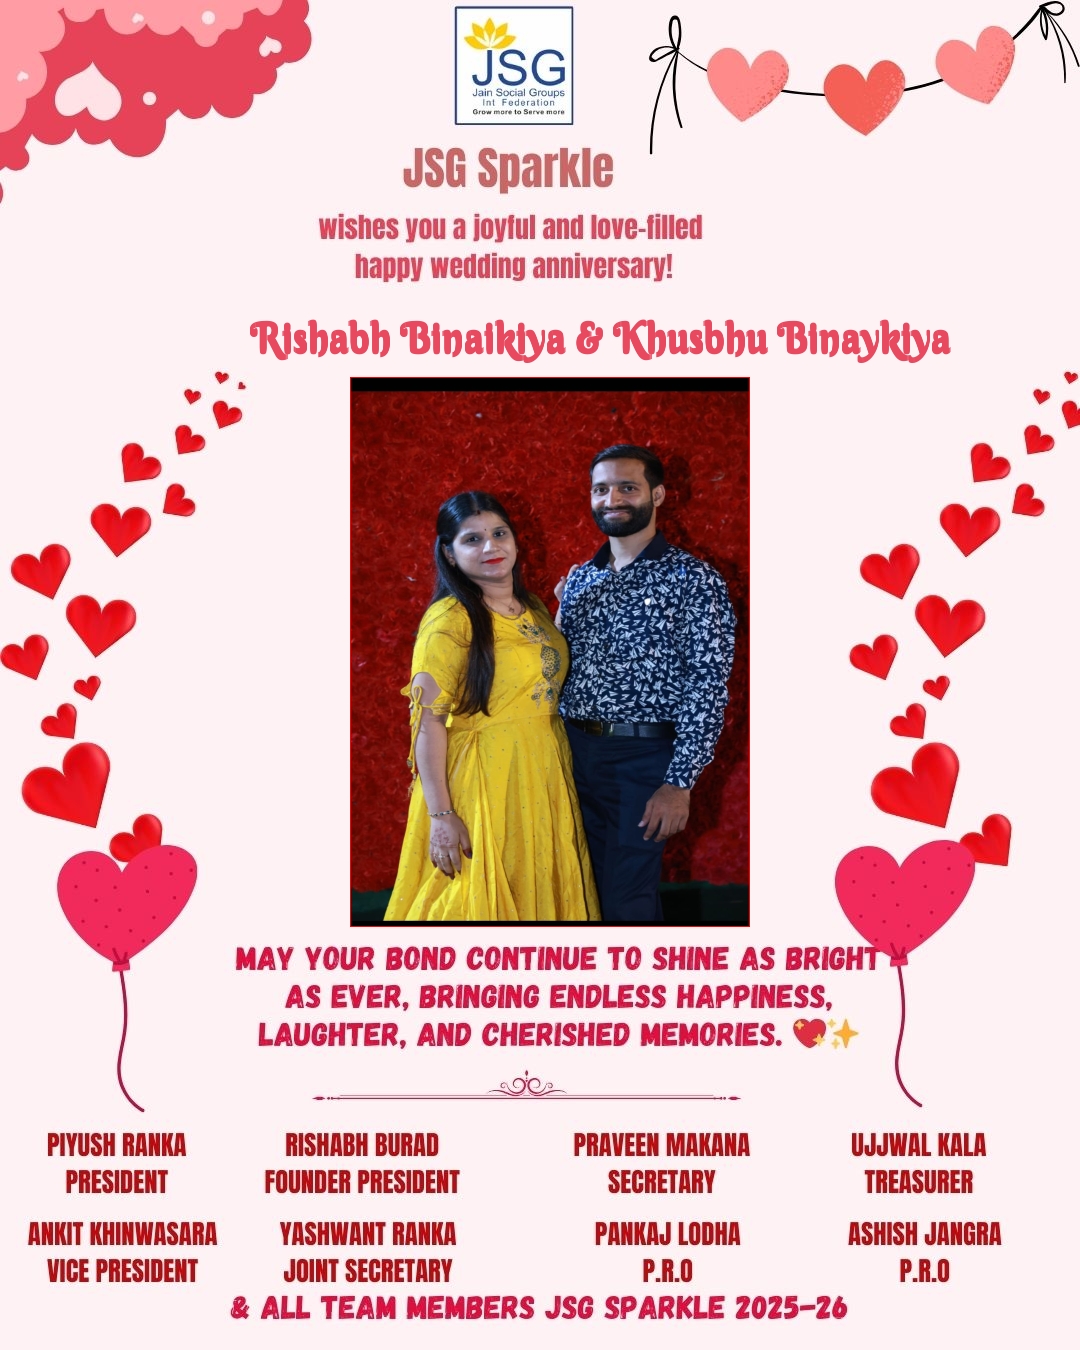 JSG
Jain Social Groups
Int Federation
Grow more to Serve more
JSG Sparkle
wishes you a joyful and love-filled
happy wedding anniversary!
Rishabh Binaikiya & Khusbhu Binaykiya
MAY YOUR BOND CONTINUE TO SHINE AS BRIGHT
AS EVER, BRINGING ENDLESS HAPPINESS,
LAUGHTER, AND CHERISHED MEMORIES. 💖✨
PIYUSH RANKA
PRESIDENT
RISHABH BURAD
FOUNDER PRESIDENT
PRAVEEN MAKANA
SECRETARY
UJJWAL KALA
TREASURER
ANKIT KHINWASARA
VICE PRESIDENT
YASHWANT RANKA
JOINT SECRETARY
PANKAJ LODHA
P.R.O
ASHISH JANGRA
P.R.O
& ALL TEAM MEMBERS JSG SPARKLE 2025-26